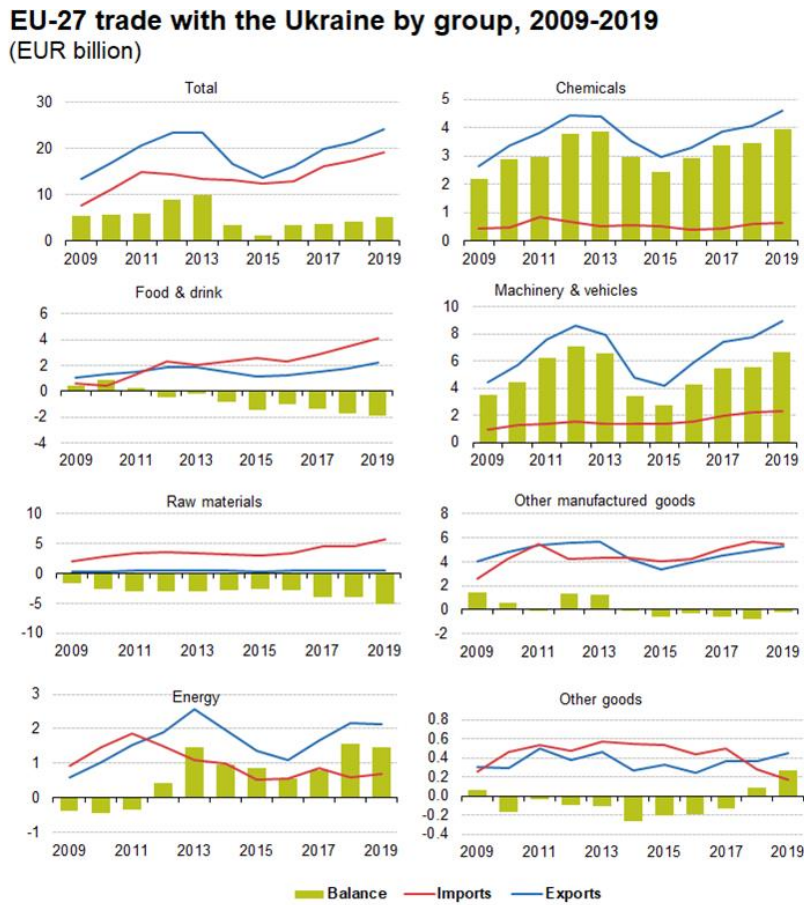 EU-27 trade with the Ukraine by group, 2009-2019
(EUR billion)
Total
30
20
10
0
2009 2011 2013 2015 2017 2019
Chemicals
5
4
3
2
1
0
2009 2011 2013 2015 2017 2019
Food & drink
6
4
2
0
-2
-4
2009 2011 2013 2015 2017 2019
Machinery & vehicles
10
8
6
4
2
0
2009 2011 2013 2015 2017 2019
Raw materials
10
5
0
-5
-10
2009 2011 2013 2015 2017 2019
Other manufactured goods
8
6
4
2
0
-2
2009 2011 2013 2015 2017 2019
Energy
3
2
1
0
-1
2009 2011 2013 2015 2017 2019
Other goods
0.8
0.6
0.4
0.2
0.0
-0.2
-0.4
2009 2011 2013 2015 2017 2019
Balance Imports Exports